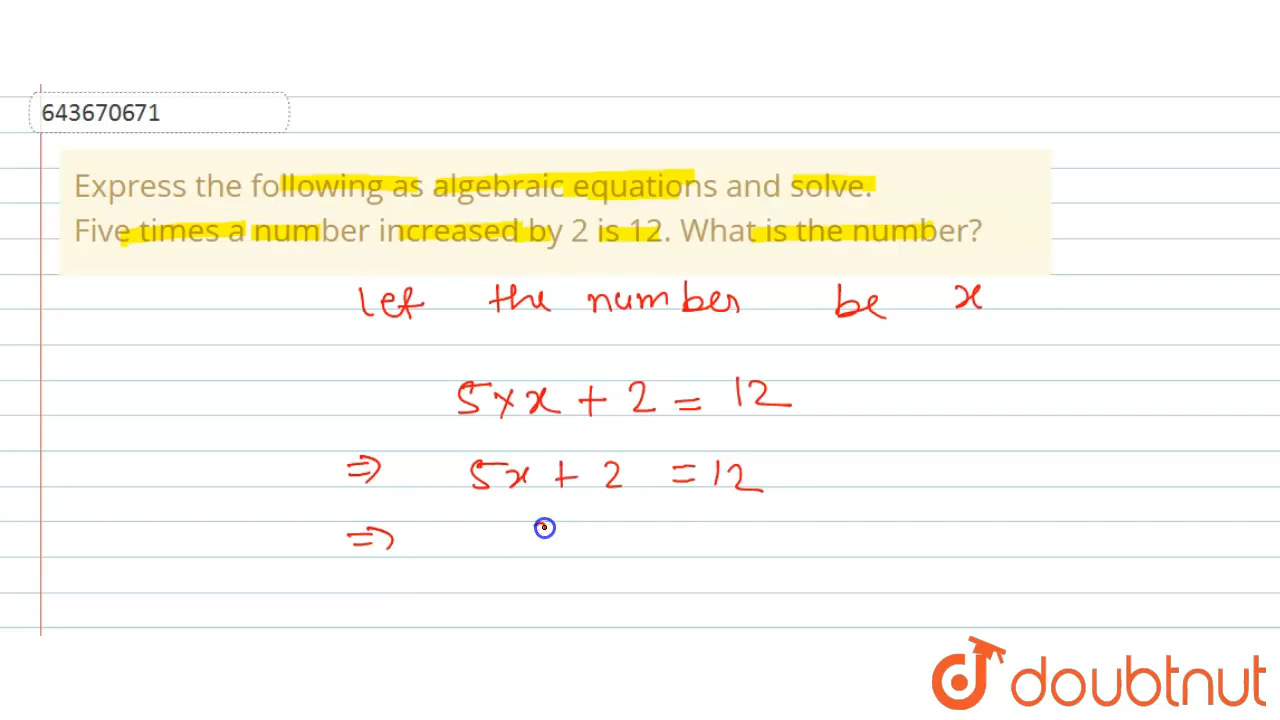 643670671
Express the following as algebraic equations and solve.
Five times a number increased by 2 is 12. What is the number?
let the number be x
5×x + 2 = 12
⇒ 5x + 2 = 12
⇒
doubtnut